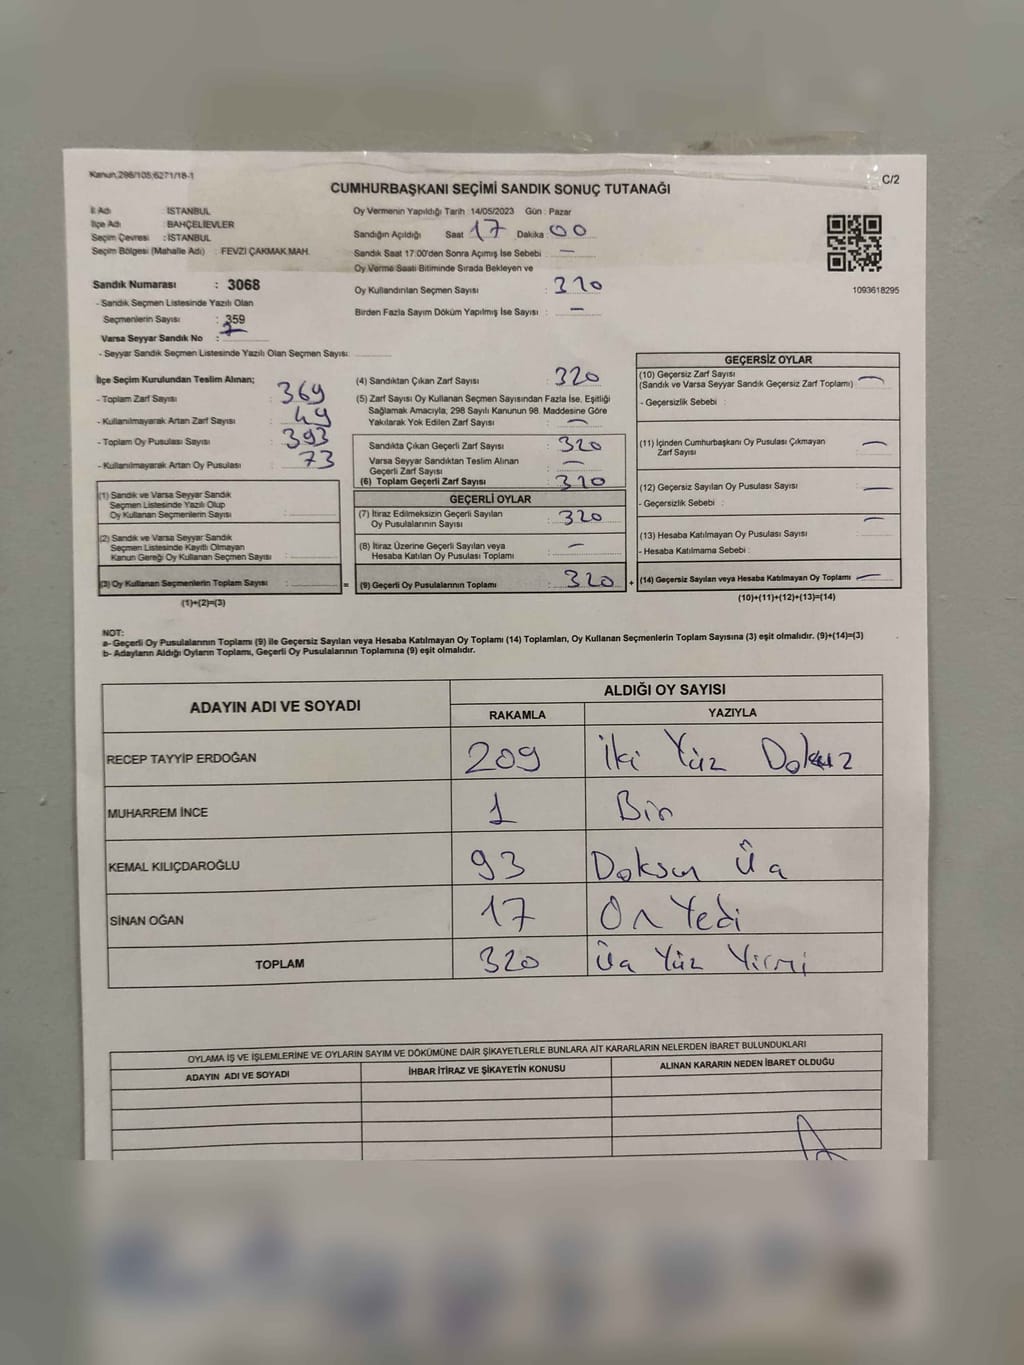 Kanun,298/105;6271/18-1
C/2
CUMHURBAŞKANI SEÇİMİ SANDIK SONUÇ TUTANAĞI
İl Adı : İSTANBUL
İlçe Adı : BAHÇELİEVLER
Seçim Çevresi : İSTANBUL
Seçim Bölgesi (Mahalle Adı) : FEVZİ ÇAKMAK MAH.
Sandık Numarası : 3068
- Sandık Seçmen Listesinde Yazılı Olan
Seçmenlerin Sayısı : 359
Varsa Seyyar Sandık No :
- Seyyar Sandık Seçmen Listesinde Yazılı Olan Seçmen Sayısı:
Oy Vermenin Yapıldığı Tarih 14/05/2023 Gün : Pazar
Sandığın Açıldığı Saat 17 Dakika 00
Sandık Saat 17:00'den Sonra Açımış İse Sebebi : —
Oy Verme Saati Bitiminde Sırada Bekleyen ve
Oy Kullandırılan Seçmen Sayısı : 320
Birden Fazla Sayım Döküm Yapılmış İse Sayısı : —
1093618295
İlçe Seçim Kurulundan Teslim Alınan;
- Toplam Zarf Sayısı : 369
- Kullanılmayarak Artan Zarf Sayısı : 49
- Toplam Oy Pusulası Sayısı : 393
- Kullanılmayarak Artan Oy Pusulası : 73
(1) Sandık ve Varsa Seyyar Sandık
Seçmen Listesinde Yazılı Olup
Oy Kullanan Seçmenlerin Sayısı :
(2) Sandık ve Varsa Seyyar Sandık
Seçmen Listesinde Kayıtlı Olmayan
Kanun Gereği Oy Kullanan Seçmen Sayısı :
(3) Oy Kullanan Seçmenlerin Toplam Sayısı : =
(1)+(2)=(3)
(4) Sandıktan Çıkan Zarf Sayısı : 320
(5) Zarf Sayısı Oy Kullanan Seçmen Sayısından Fazla İse, Eşitliği
Sağlamak Amacıyla, 298 Sayılı Kanunun 98. Maddesine Göre
Yakılarak Yok Edilen Zarf Sayısı : —
Sandıkta Çıkan Geçerli Zarf Sayısı : 320
Varsa Seyyar Sandıktan Teslim Alınan
Geçerli Zarf Sayısı : —
(6) Toplam Geçerli Zarf Sayısı : 320
GEÇERLİ OYLAR
(7) İtiraz Edilmeksizin Geçerli Sayılan
Oy Pusulalarının Sayısı : 320
(8) İtiraz Üzerine Geçerli Sayılan veya
Hesaba Katılan Oy Pusulası Toplamı : —
(9) Geçerli Oy Pusulalarının Toplamı : 320 +
GEÇERSİZ OYLAR
(10) Geçersiz Zarf Sayısı
(Sandık ve Varsa Seyyar Sandık Geçersiz Zarf Toplamı) : —
- Geçersizlik Sebebi :
(11) İçinden Cumhurbaşkanı Oy Pusulası Çıkmayan
Zarf Sayısı : —
(12) Geçersiz Sayılan Oy Pusulası Sayısı : —
- Geçersizlik Sebebi :
(13) Hesaba Katılmayan Oy Pusulası Sayısı : —
- Hesaba Katılmama Sebebi :
(14) Geçersiz Sayılan veya Hesaba Katılmayan Oy Toplamı : —
(10)+(11)+(12)+(13)=(14)
NOT:
a- Geçerli Oy Pusulalarının Toplamı (9) ile Geçersiz Sayılan veya Hesaba Katılmayan Oy Toplamı (14) Toplamları, Oy Kullanan Seçmenlerin Toplam Sayısına (3) eşit olmalıdır. (9)+(14)=(3)
b- Adayların Aldığı Oyların Toplamı, Geçerli Oy Pusulalarının Toplamına (9) eşit olmalıdır.
ADAYIN ADI VE SOYADI
ALDIĞI OY SAYISI
RAKAMLA YAZIYLA
RECEP TAYYİP ERDOĞAN 209 İki Yüz Dokuz
MUHARREM İNCE 1 Bir
KEMAL KILIÇDAROĞLU 93 Doksan Üç
SİNAN OĞAN 17 On Yedi
TOPLAM 320 Üç Yüz Yirmi
OYLAMA İŞ VE İŞLEMLERİNE VE OYLARIN SAYIM VE DÖKÜMÜNE DAİR ŞİKAYETLERLE BUNLARA AİT KARARLARIN NELERDEN İBARET BULUNDUKLARI
ADAYIN ADI VE SOYADI İHBAR İTİRAZ VE ŞİKAYETİN KONUSU ALINAN KARARIN NEDEN İBARET OLDUĞU